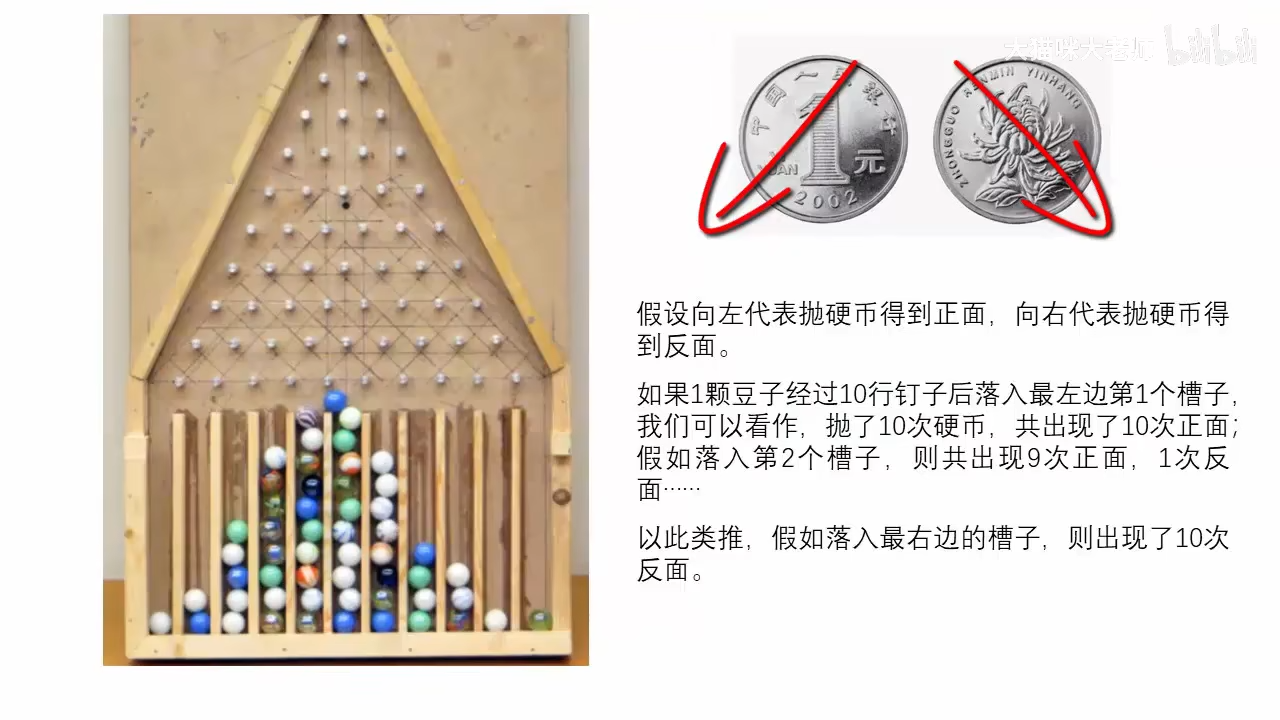 大猫咪大老师 bilibili
中国人民银行
1
YI YUAN
元
2002
ZHONGGUO RENMIN YINHANG
假设向左代表抛硬币得到正面，向右代表抛硬币得
到反面。
如果1颗豆子经过10行钉子后落入最左边第1个槽子，
我们可以看作，抛了10次硬币，共出现了10次正面；
假如落入第2个槽子，则共出现9次正面，1次反
面……
以此类推，假如落入最右边的槽子，则出现了10次
反面。